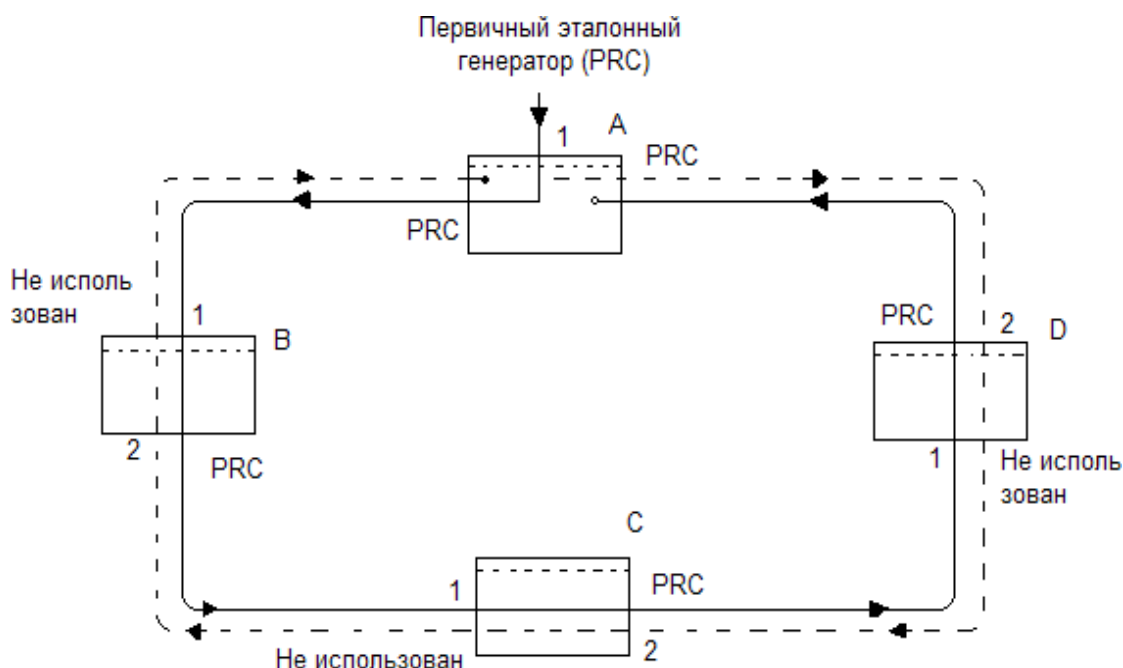 Первичный эталонный
генератор (PRC)
1
A
PRC
PRC
Не исполь
зован
1
B
2
PRC
PRC
2
D
1
Не исполь
зован
C
1
PRC
2
Не использован